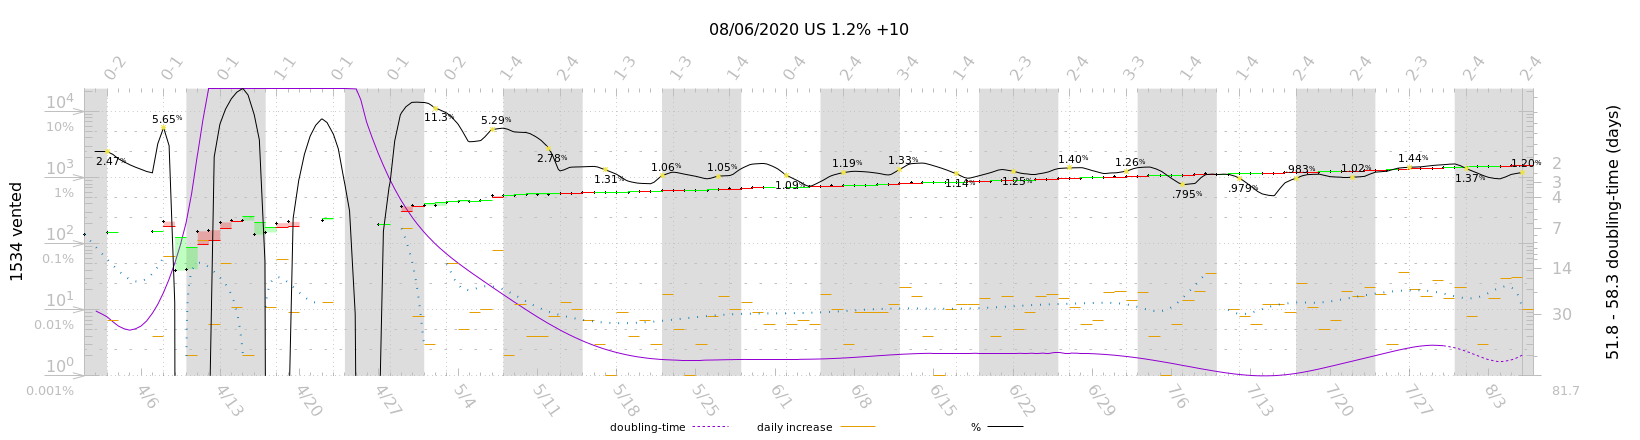 08/06/2020 US 1.2% +10
0-2 0-1 0-1 1-1 0-1 0-1 0-2 1-4 2-4 1-3 1-3 1-4 0-4 2-4 3-4 1-4 2-4 3-3 1-4 2-4 2-4 2-3 2-4 2-4
10^4
10%
10^3
1%
10^2
0.1%
10^1
0.01%
10^0
0.001%
1534 vented
2.47% 5.65% 11.3% 5.29% 2.78% 1.31% 1.06% 1.05% 1.09% 1.19% 1.33% 1.14% 1.25% 1.40% 1.26% .795% .979% .983% 1.02% 1.44% 1.37% 1.20%
2
3
4
7
14
30
81.7
51.8 - 58.3 doubling-time (days)
4/6 4/13 4/20 4/27 5/4 5/11 5/18 5/25 6/1 6/8 6/15 6/22 6/29 7/6 7/13 7/20 7/27 8/3
doubling-time daily increase %